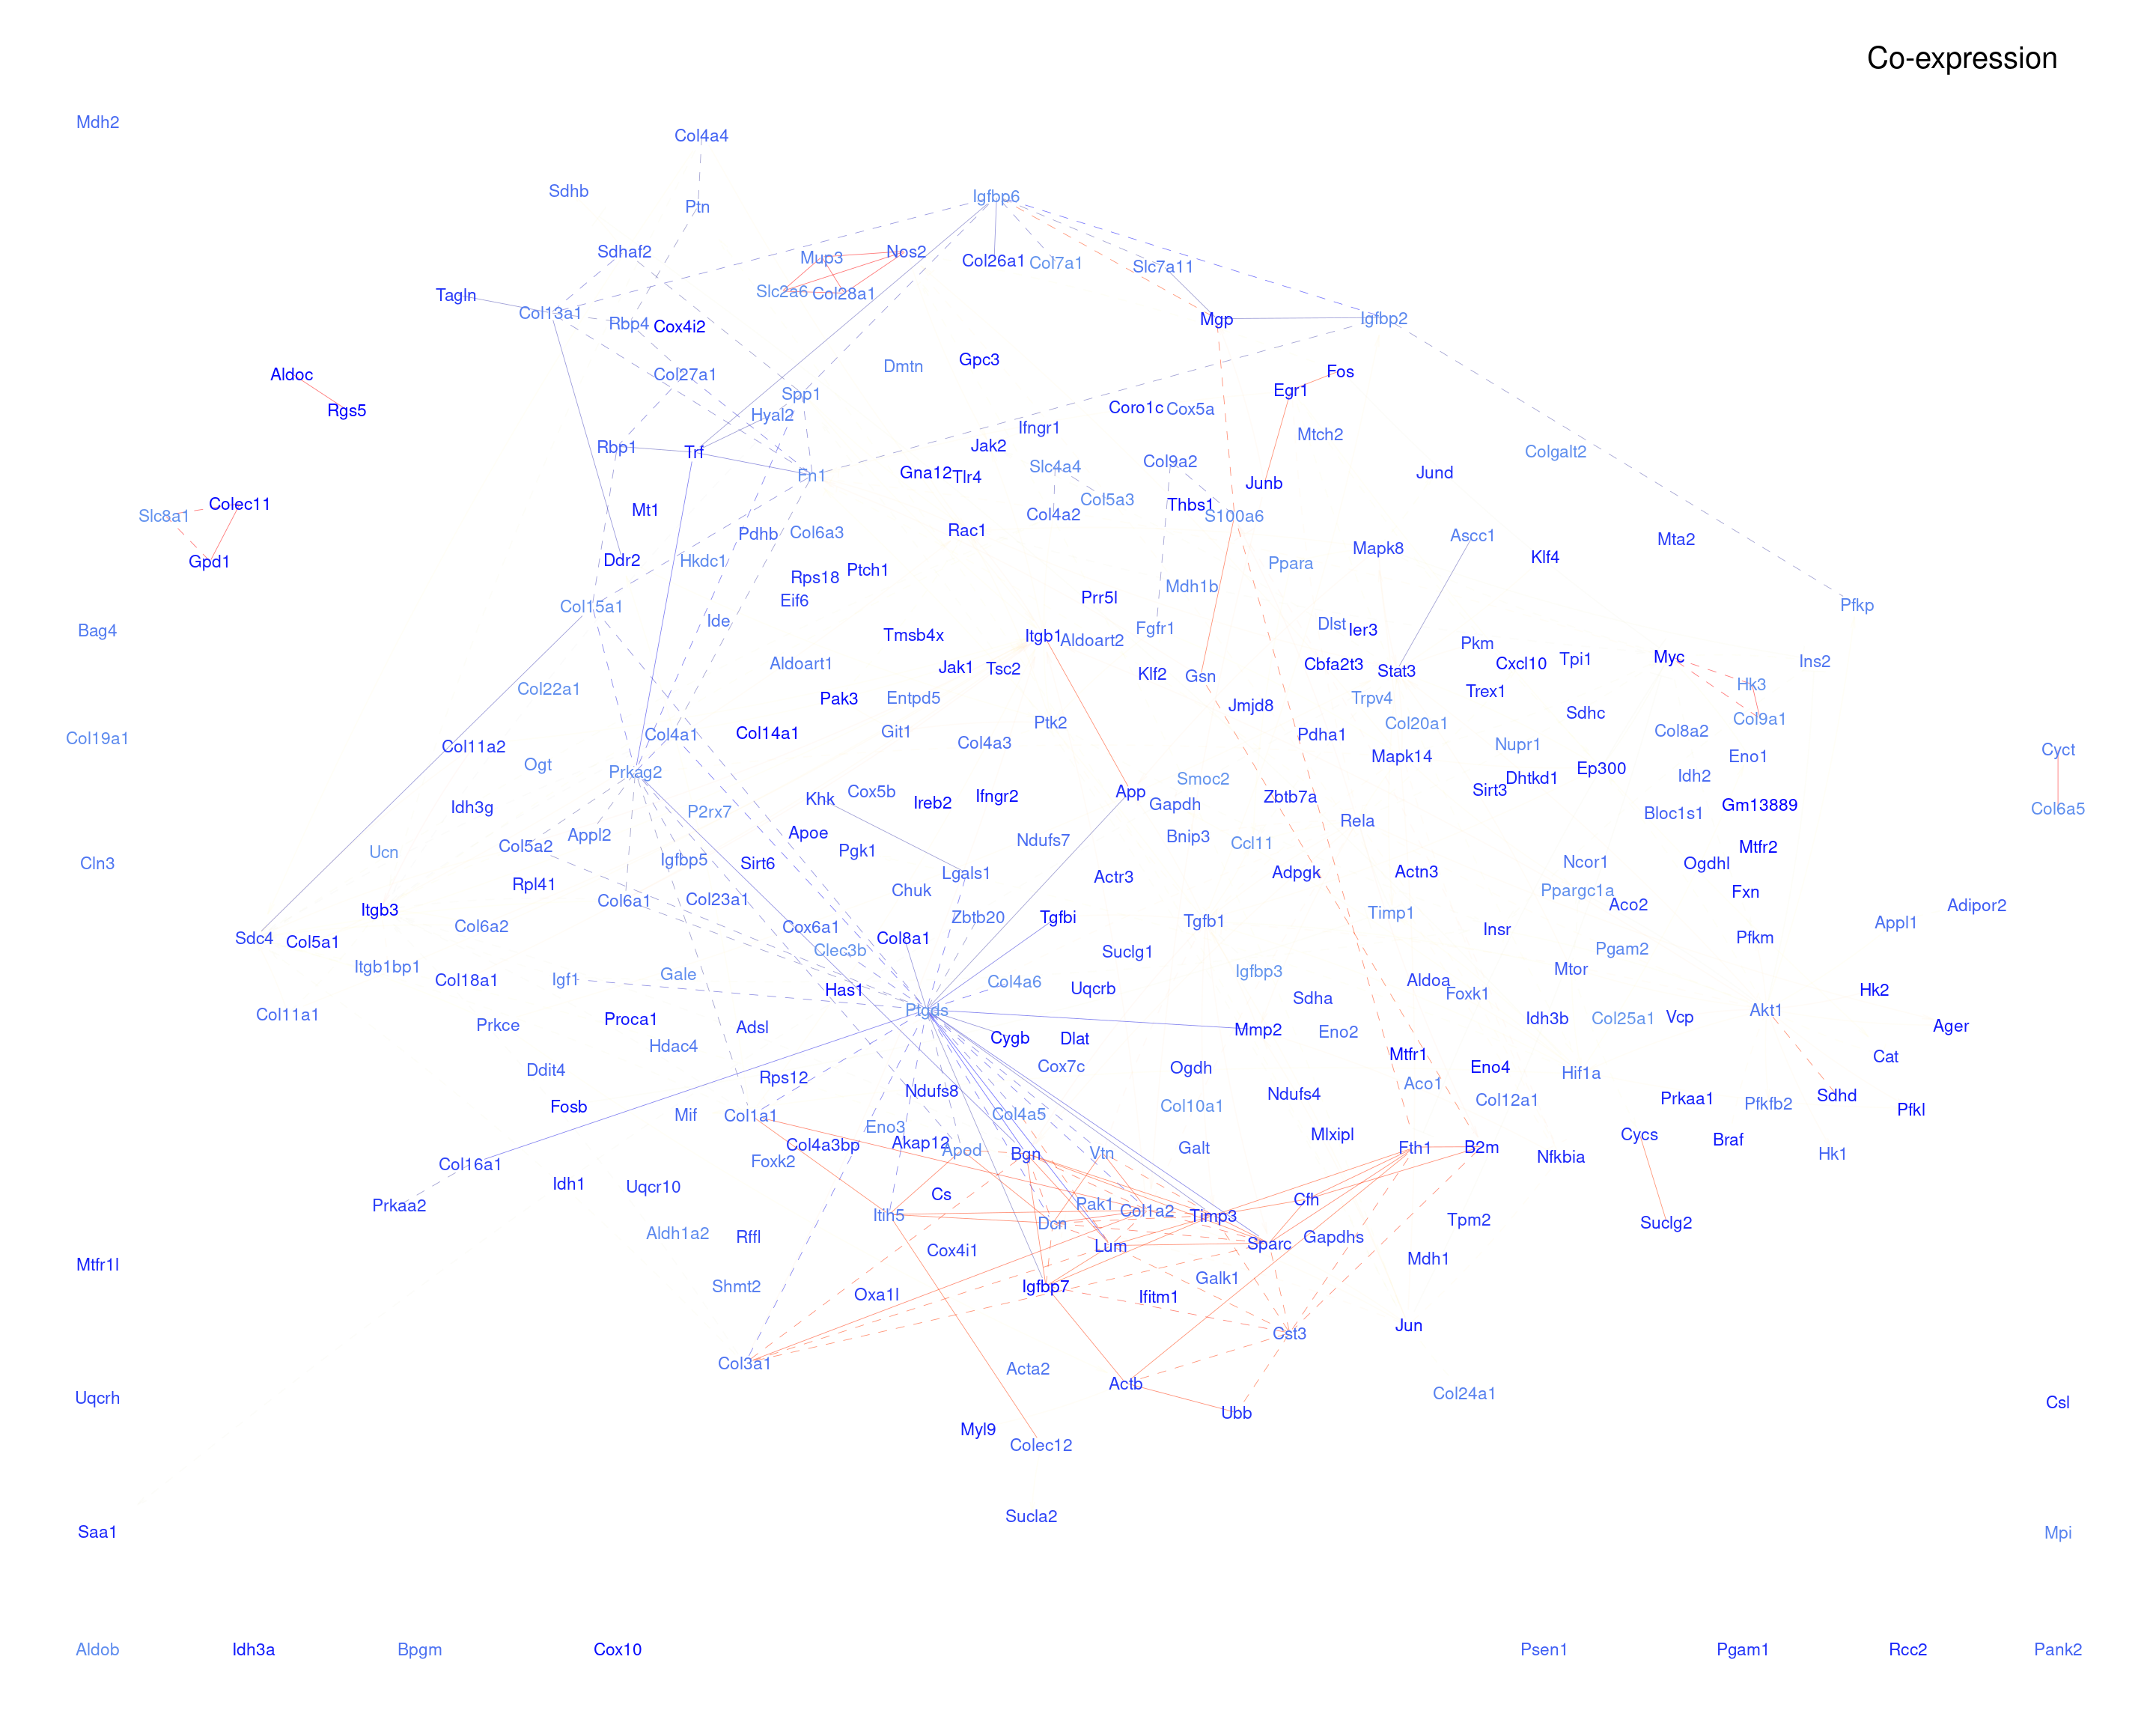 Co-expression
Mdh2
Col4a4
Sdhb
Igfbp6
Ptn
Sdhaf2
Mup3
Nos2
Col26a1
Col7a1
Slc7a11
Tagln
Slc2a6
Col28a1
Col13a1
Rbp4
Cox4i2
Mgp
Igfbp2
Aldoc
Col27a1
Dmtn
Gpc3
Fos
Egr1
Rgs5
Spp1
Hyal2
Coro1c
Cox5a
Ifngr1
Mtch2
Rbp1
Trf
Jak2
Colgalt2
Fn1
Gna12
Tlr4
Slc4a4
Col9a2
Junb
Jund
Slc8a1
Colec11
Mt1
Col5a3
Col4a2
Thbs1
S100a6
Pdhb
Col6a3
Rac1
Ascc1
Mta2
Gpd1
Ddr2
Hkdc1
Rps18
Ptch1
Mapk8
Ppara
Klf4
Col15a1
Eif6
Mdh1b
Prr5l
Pfkp
Bag4
Ide
Tmsb4x
Itgb1
Aldoart2
Fgfr1
Dlst
Ier3
Pkm
Aldoart1
Jak1
Tsc2
Klf2
Gsn
Cbfa2t3
Stat3
Cxcl10
Tpi1
Myc
Ins2
Col22a1
Pak3
Entpd5
Jmjd8
Trpv4
Trex1
Hk3
Col19a1
Col11a2
Col4a1
Col14a1
Git1
Ptk2
Col4a3
Pdha1
Col20a1
Sdhc
Col9a1
Nupr1
Col8a2
Cyct
Ogt
Prkag2
Smoc2
Mapk14
Sirt3
Dhtkd1
Ep300
Idh2
Eno1
Idh3g
P2rx7
Khk
Cox5b
Ireb2
Ifngr2
App
Gapdh
Zbtb7a
Rela
Bloc1s1
Gm13889
Col6a5
Cln3
Ucn
Col5a2
Appl2
Igfbp5
Sirt6
Apoe
Pgk1
Ndufs7
Bnip3
Ccl11
Ncor1
Ogdhl
Mtfr2
Rpl41
Chuk
Lgals1
Actr3
Adpgk
Actn3
Ppargc1a
Fxn
Itgb3
Col6a1
Col23a1
Zbtb20
Tgfbi
Tgfb1
Timp1
Aco2
Adipor2
Sdc4
Col5a1
Col6a2
Cox6a1
Clec3b
Col8a1
Suclg1
Insr
Pgam2
Pfkm
Appl1
Itgb1bp1
Col18a1
Igf1
Gale
Has1
Col4a6
Uqcrb
Igfbp3
Aldoa
Foxk1
Mtor
Hk2
Col11a1
Prkce
Proca1
Adsl
Ptgds
Cygb
Dlat
Mmp2
Sdha
Eno2
Idh3b
Col25a1
Vcp
Akt1
Ager
Hdac4
Ddit4
Rps12
Ndufs8
Cox7c
Ogdh
Ndufs4
Mtfr1
Aco1
Eno4
Hif1a
Cat
Fosb
Mif
Col1a1
Eno3
Col4a5
Col10a1
Col12a1
Prkaa1
Pfkfb2
Sdhd
Pfkl
Foxk2
Col4a3bp
Akap12
Apod
Bgn
Vtn
Galt
Mlxipl
Fth1
B2m
Nfkbia
Cycs
Braf
Hk1
Col16a1
Prkaa2
Idh1
Uqcr10
Cs
Itih5
Pak1
Dcn
Col1a2
Timp3
Cfh
Tpm2
Suclg2
Mtfr1l
Aldh1a2
Rffl
Cox4i1
Lum
Sparc
Gapdhs
Mdh1
Shmt2
Oxa1l
Igfbp7
Ifitm1
Galk1
Col3a1
Cst3
Jun
Uqcrh
Acta2
Actb
Ubb
Col24a1
Csl
Myl9
Colec12
Saa1
Sucla2
Mpi
Aldob
Idh3a
Bpgm
Cox10
Psen1
Pgam1
Rcc2
Pank2